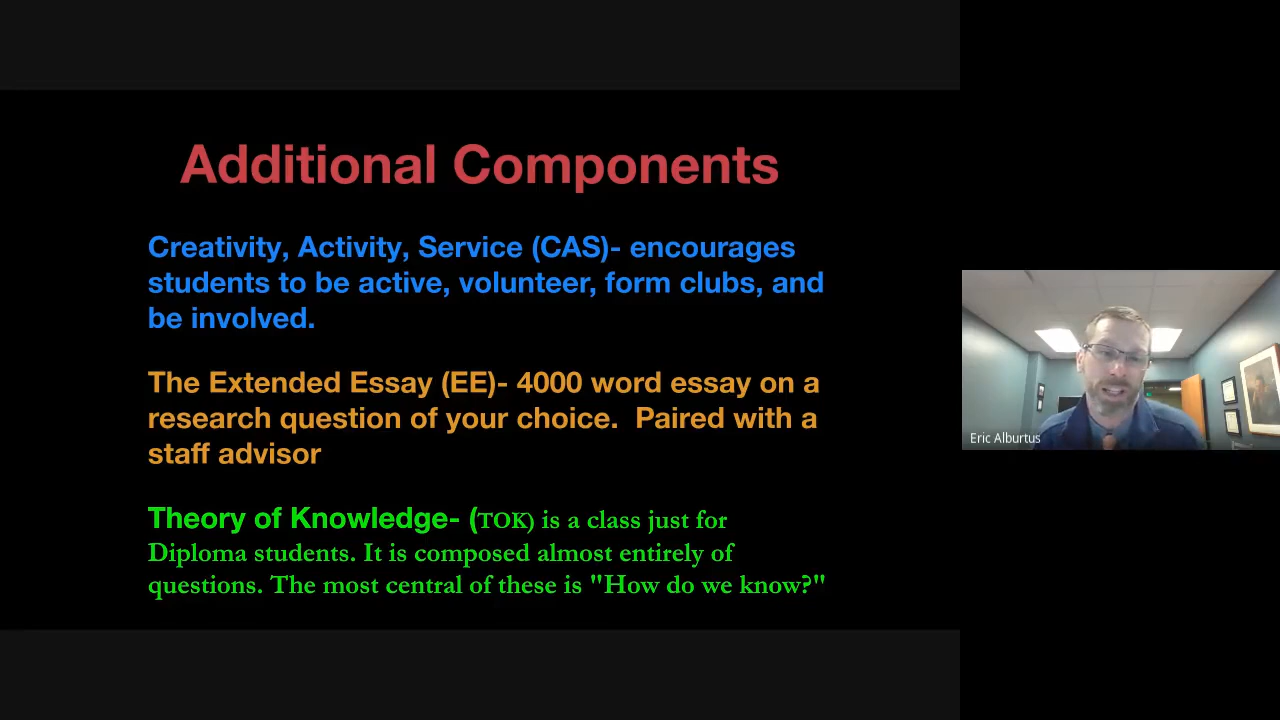 Additional Components
Creativity, Activity, Service (CAS)- encourages
students to be active, volunteer, form clubs, and
be involved.
The Extended Essay (EE)- 4000 word essay on a
research question of your choice.  Paired with a
staff advisor
Theory of Knowledge- (TOK) is a class just for
Diploma students. It is composed almost entirely of
questions. The most central of these is "How do we know?"
Eric Alburtus